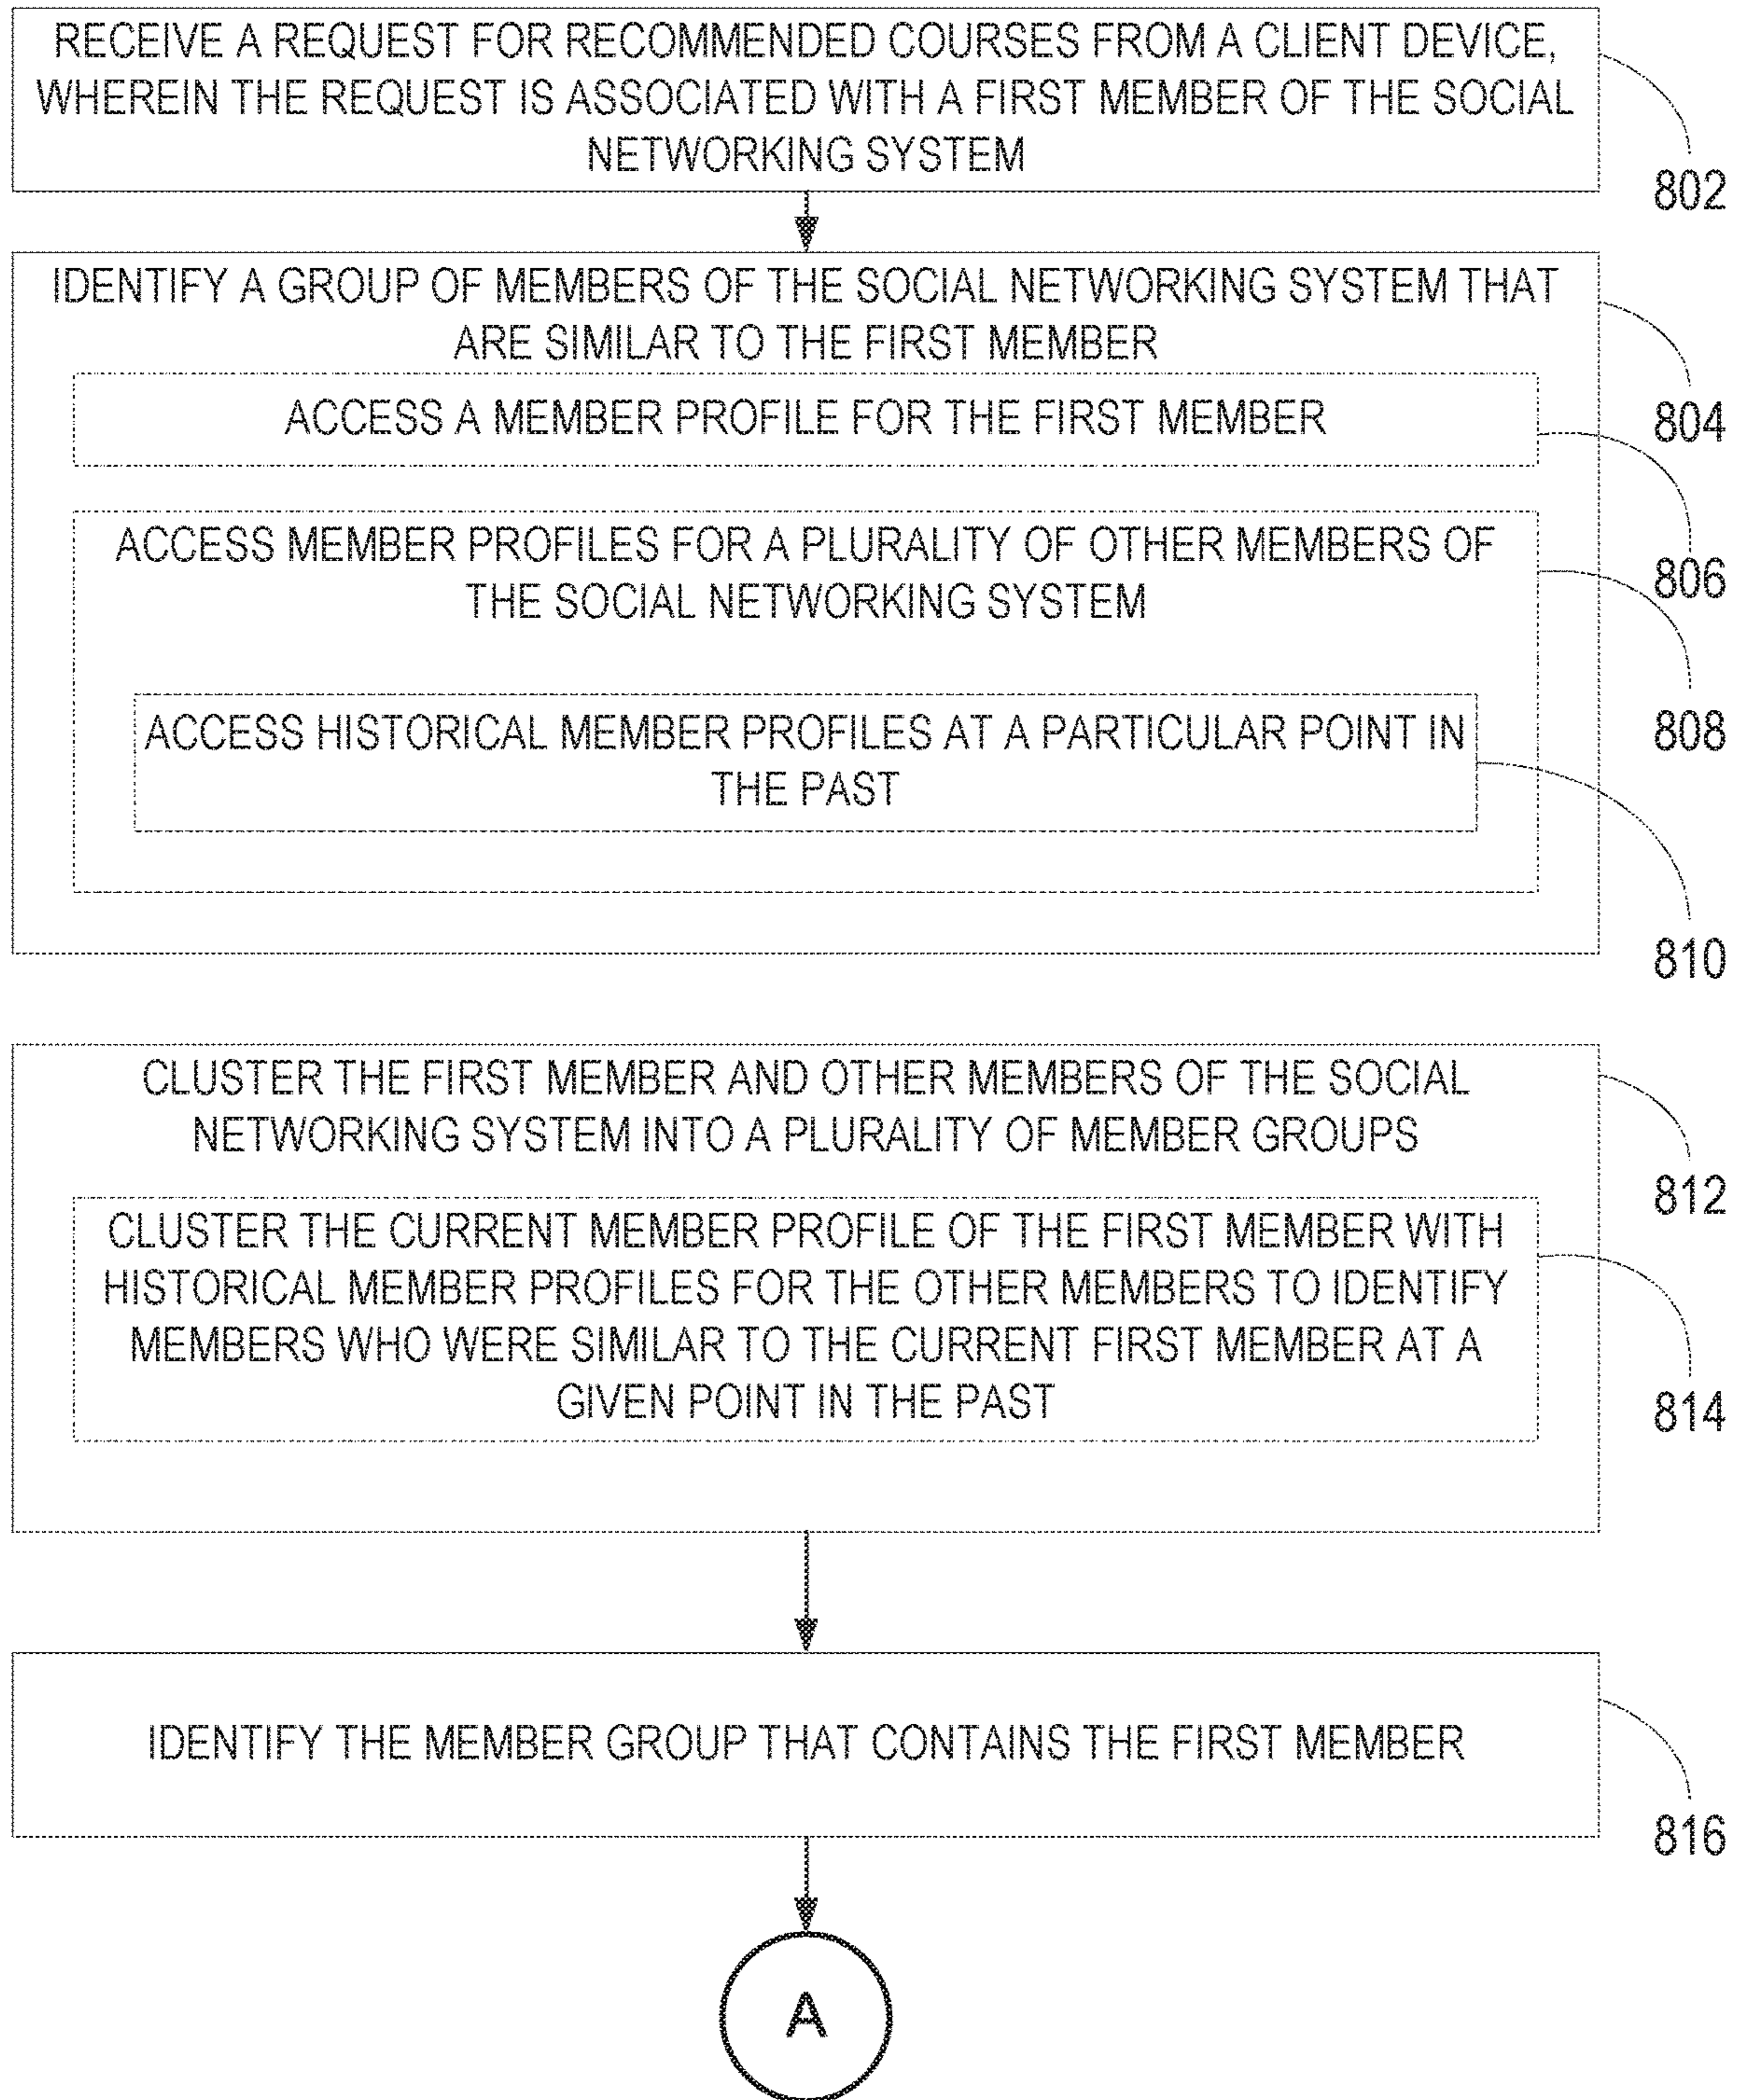 RECEIVE A REQUEST FOR RECOMMENDED COURSES FROM A CLIENT DEVICE,
WHEREIN THE REQUEST IS ASSOCIATED WITH A FIRST MEMBER OF THE SOCIAL
NETWORKING SYSTEM
802
IDENTIFY A GROUP OF MEMBERS OF THE SOCIAL NETWORKING SYSTEM THAT
ARE SIMILAR TO THE FIRST MEMBER
804
ACCESS A MEMBER PROFILE FOR THE FIRST MEMBER
806
ACCESS MEMBER PROFILES FOR A PLURALITY OF OTHER MEMBERS OF
THE SOCIAL NETWORKING SYSTEM
808
ACCESS HISTORICAL MEMBER PROFILES AT A PARTICULAR POINT IN
THE PAST
810
CLUSTER THE FIRST MEMBER AND OTHER MEMBERS OF THE SOCIAL
NETWORKING SYSTEM INTO A PLURALITY OF MEMBER GROUPS
812
CLUSTER THE CURRENT MEMBER PROFILE OF THE FIRST MEMBER WITH
HISTORICAL MEMBER PROFILES FOR THE OTHER MEMBERS TO IDENTIFY
MEMBERS WHO WERE SIMILAR TO THE CURRENT FIRST MEMBER AT A
GIVEN POINT IN THE PAST
814
IDENTIFY THE MEMBER GROUP THAT CONTAINS THE FIRST MEMBER
816
A